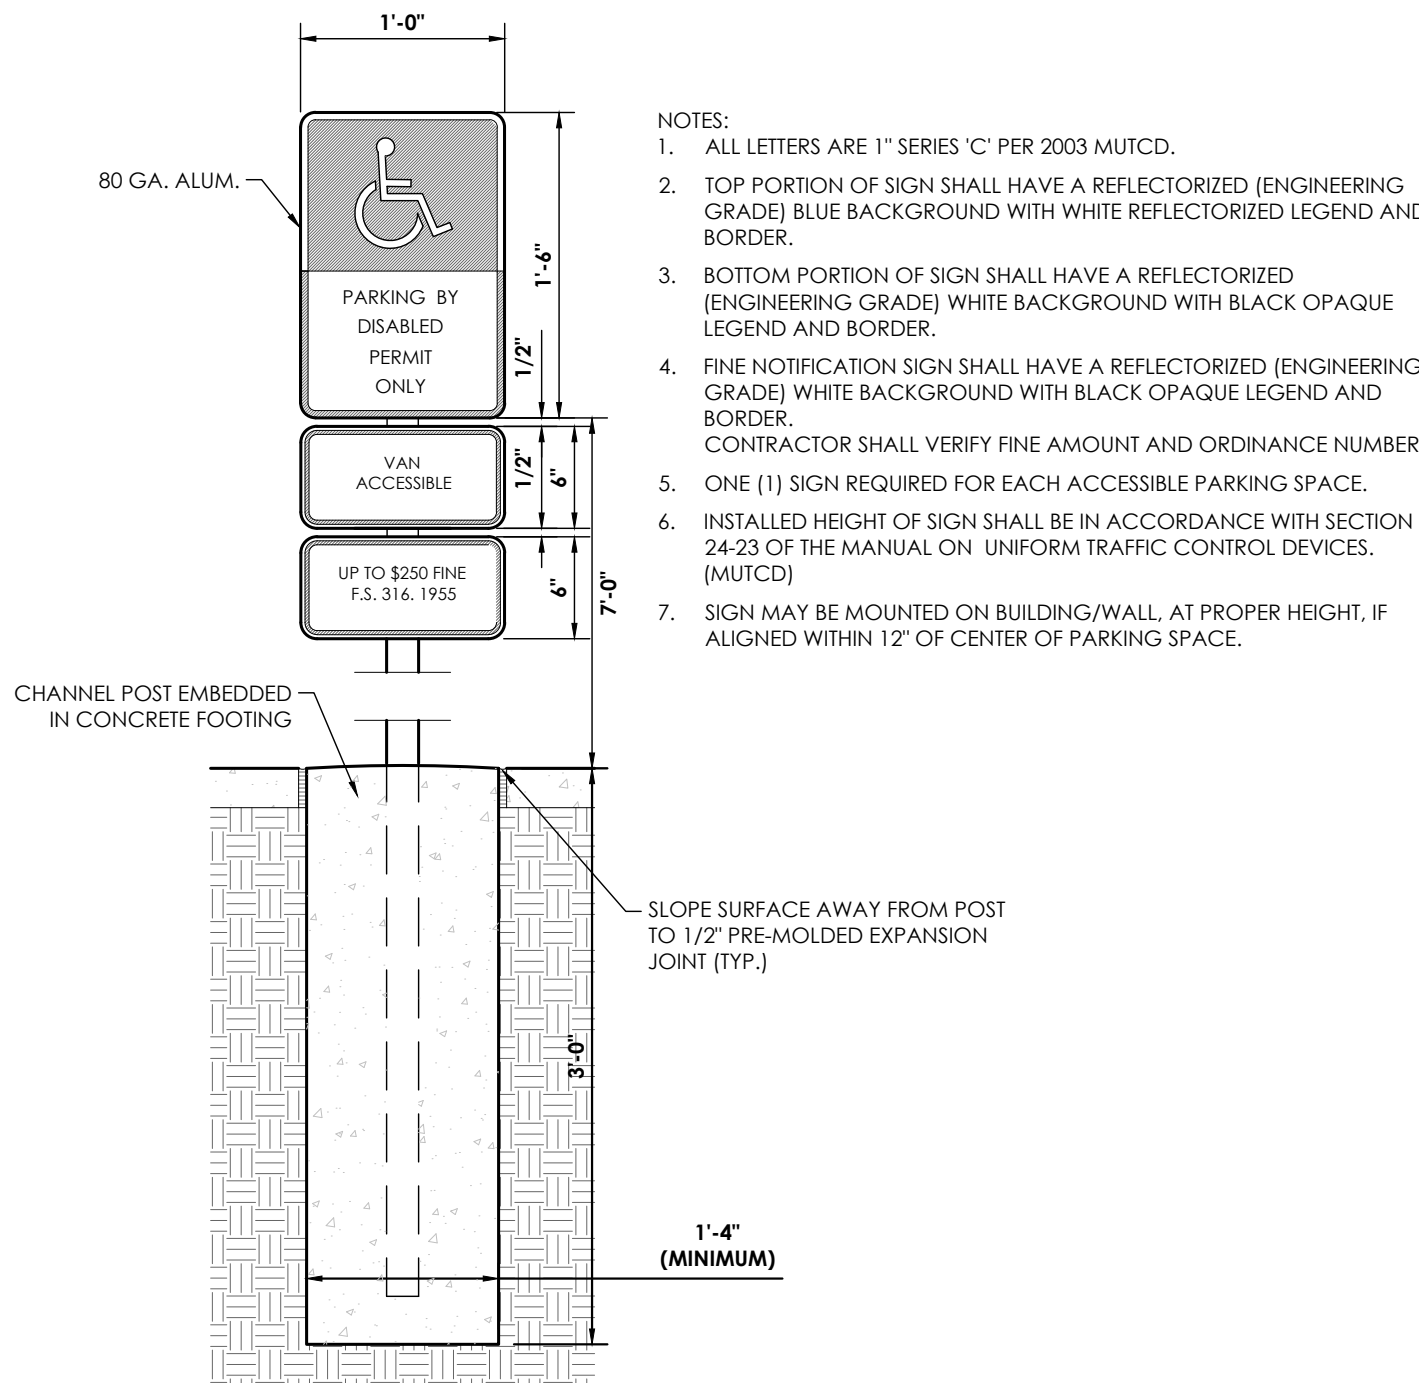 1'-0"
NOTES:
1. ALL LETTERS ARE 1" SERIES 'C' PER 2003 MUTCD.
80 GA. ALUM.
2. TOP PORTION OF SIGN SHALL HAVE A REFLECTORIZED (ENGINEERING
GRADE) BLUE BACKGROUND WITH WHITE REFLECTORIZED LEGEND AND
BORDER.
1'-6"
3. BOTTOM PORTION OF SIGN SHALL HAVE A REFLECTORIZED
(ENGINEERING GRADE) WHITE BACKGROUND WITH BLACK OPAQUE
LEGEND AND BORDER.
PARKING BY
DISABLED
PERMIT
ONLY
1/2"
4. FINE NOTIFICATION SIGN SHALL HAVE A REFLECTORIZED (ENGINEERING
GRADE) WHITE BACKGROUND WITH BLACK OPAQUE LEGEND AND
BORDER.
CONTRACTOR SHALL VERIFY FINE AMOUNT AND ORDINANCE NUMBER
VAN
ACCESSIBLE
1/2"
6"
5. ONE (1) SIGN REQUIRED FOR EACH ACCESSIBLE PARKING SPACE.
6. INSTALLED HEIGHT OF SIGN SHALL BE IN ACCORDANCE WITH SECTION
24-23 OF THE MANUAL ON UNIFORM TRAFFIC CONTROL DEVICES.
(MUTCD)
UP TO $250 FINE
F.S. 316. 1955
6"
7'-0"
7. SIGN MAY BE MOUNTED ON BUILDING/WALL, AT PROPER HEIGHT, IF
ALIGNED WITHIN 12" OF CENTER OF PARKING SPACE.
CHANNEL POST EMBEDDED
IN CONCRETE FOOTING
SLOPE SURFACE AWAY FROM POST
TO 1/2" PRE-MOLDED EXPANSION
JOINT (TYP.)
3'-0"
1'-4"
(MINIMUM)